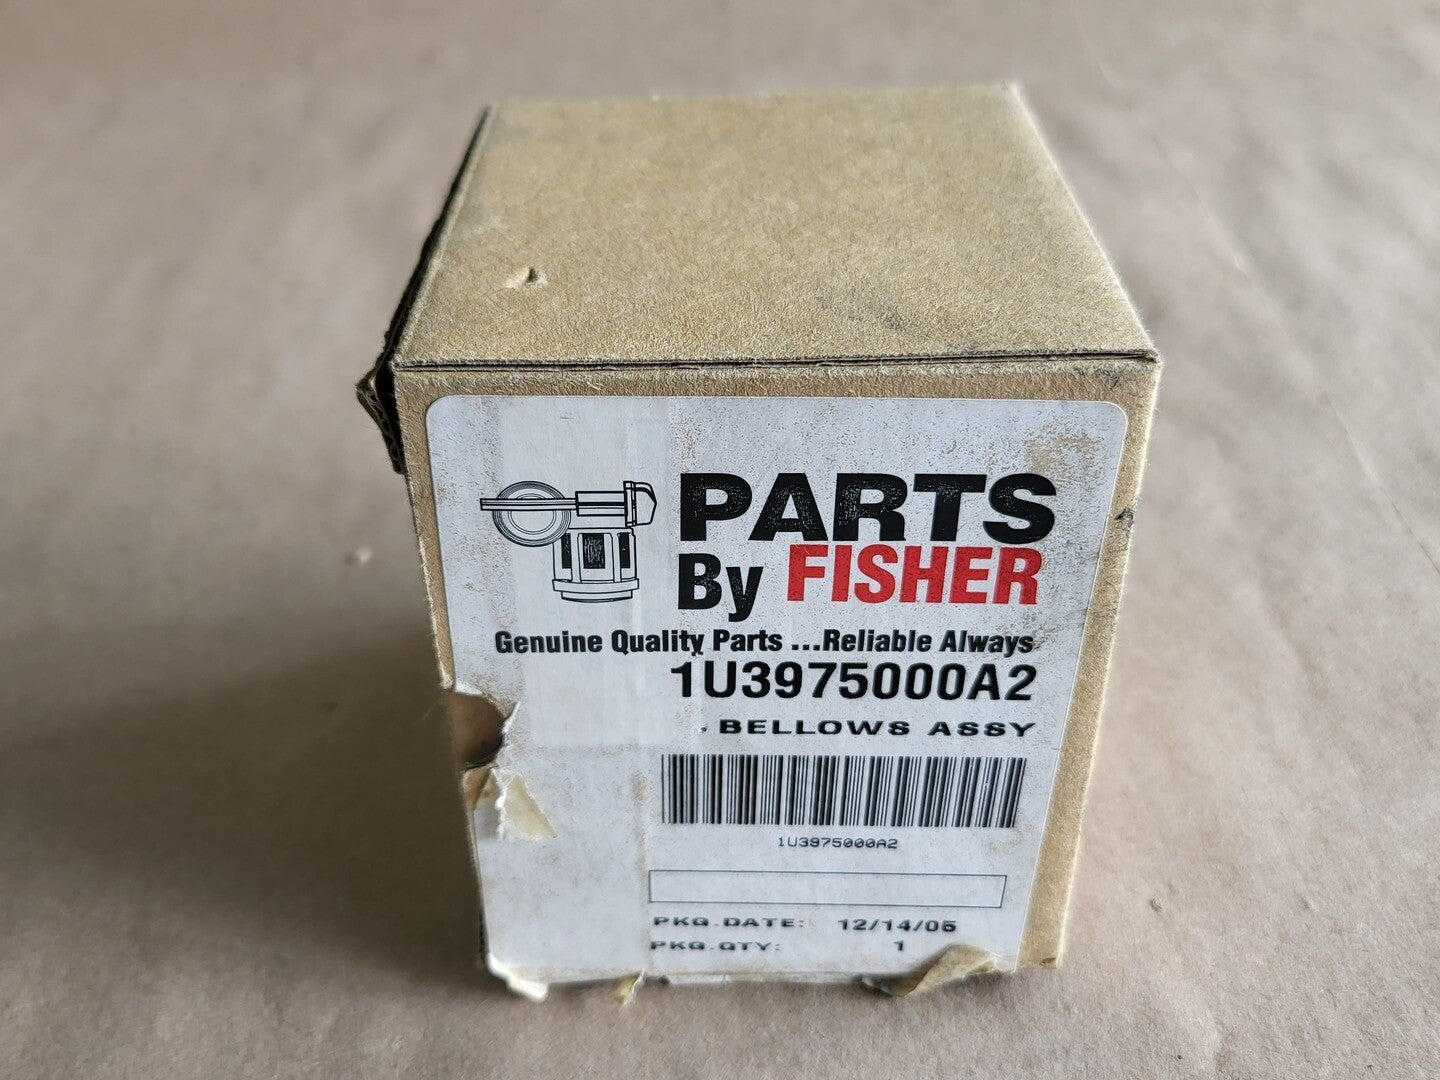 PARTS
By FISHER
Genuine Quality Parts ...Reliable Always
1U3975000A2
BELLOWS ASSY
1U3975000A2
PKG.DATE: 12/14/05
PKG.QTY: 1